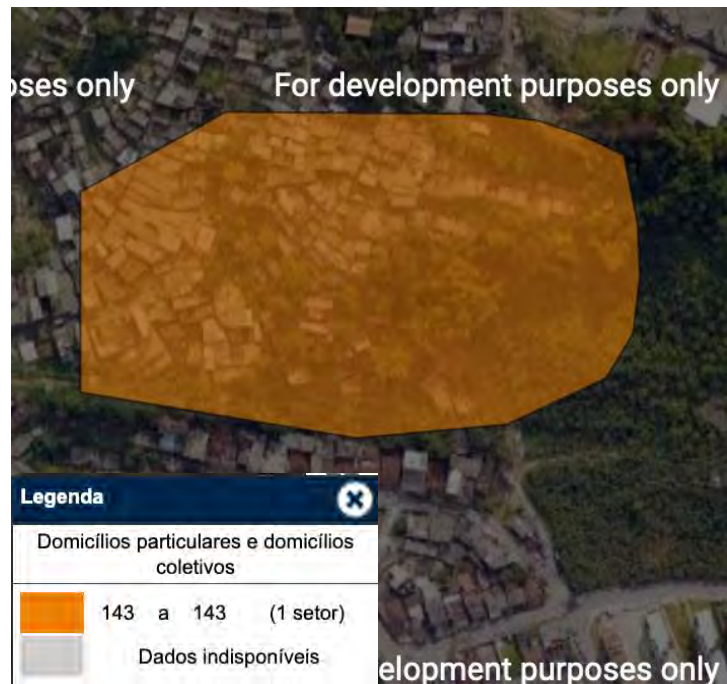 oses only
For development purposes only
Legenda
Domicílios particulares e domicílios
coletivos
143 a 143 (1 setor)
Dados indisponíveis
elopment purposes only